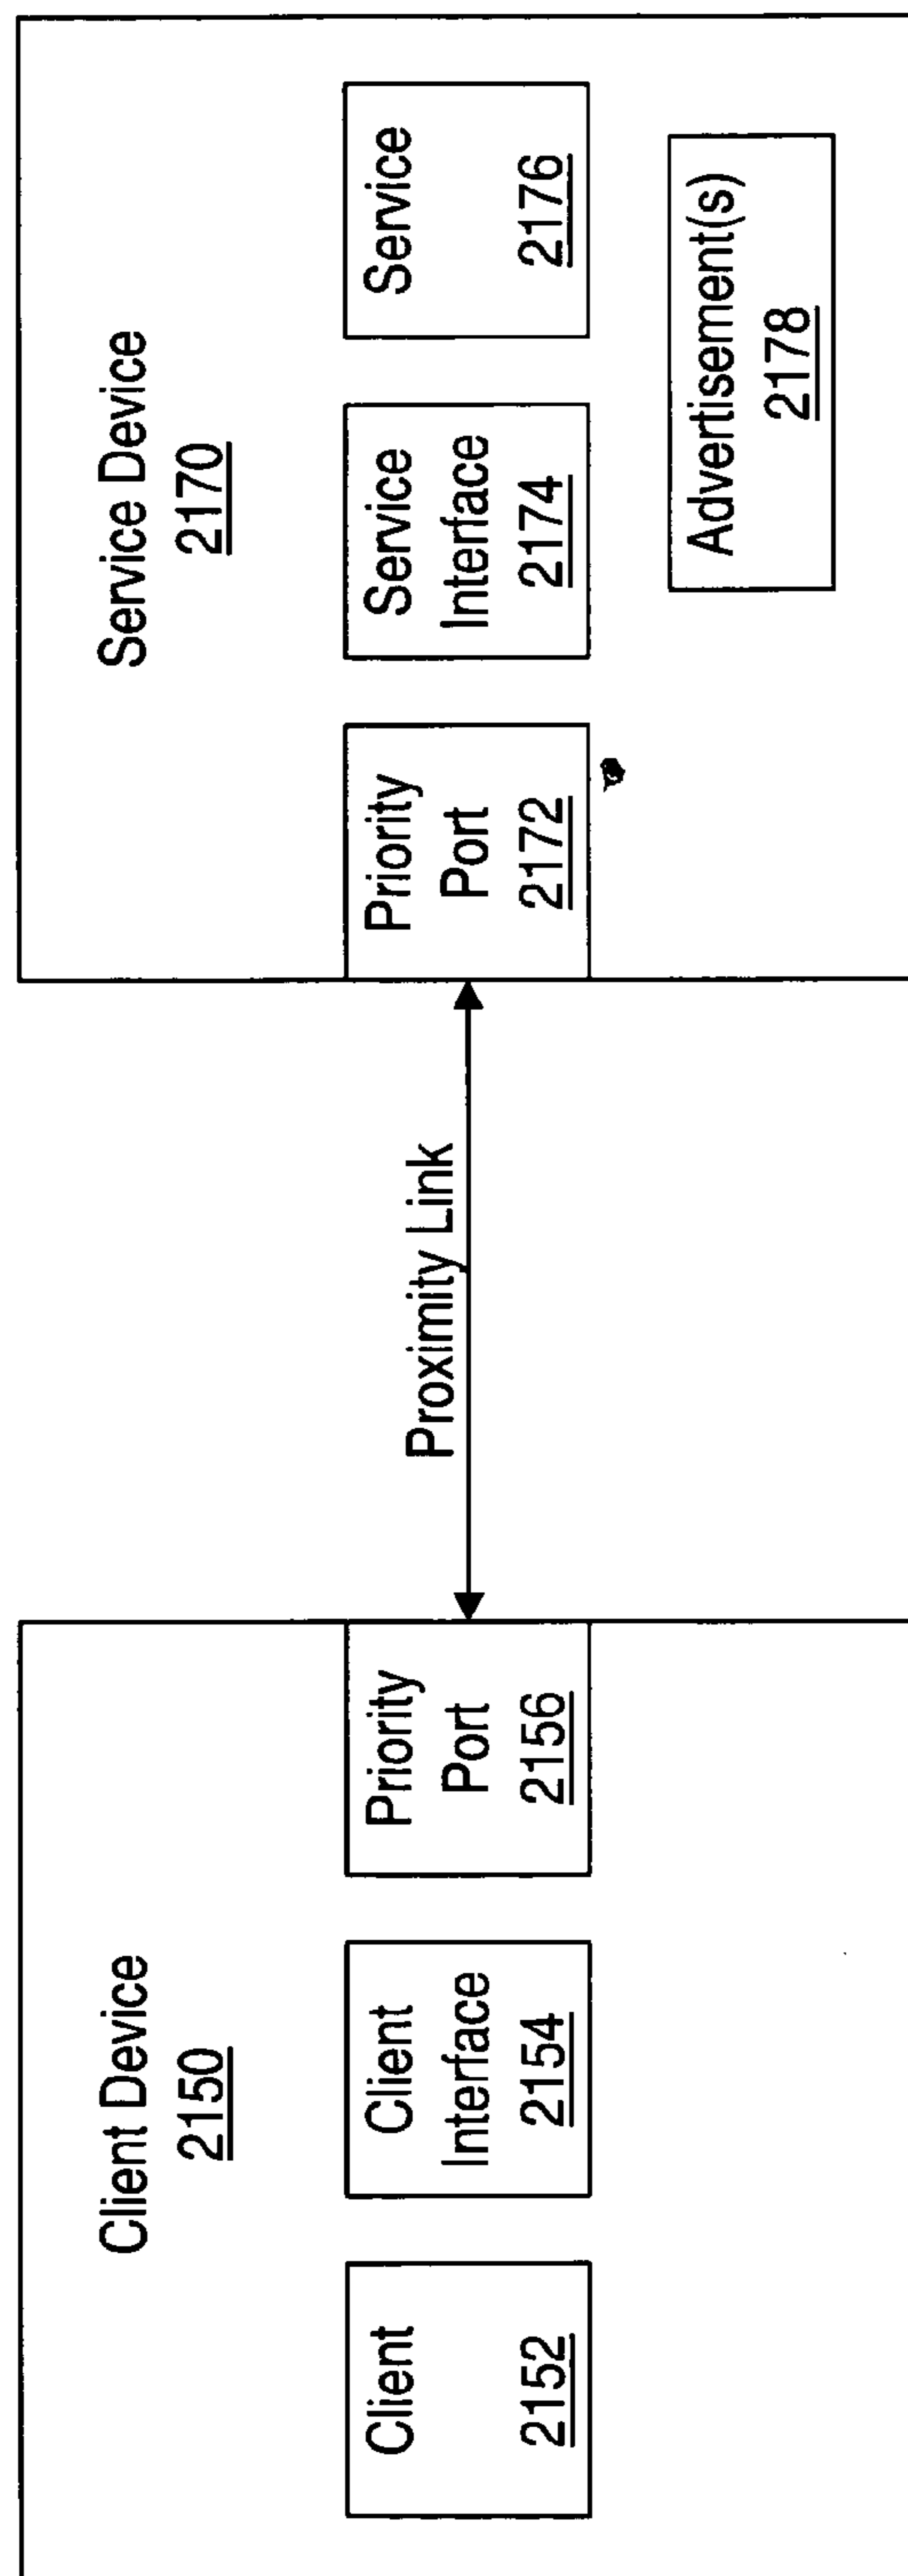 Client Device
2150
Client
2152
Client
Interface
2154
Priority
Port
2156
Proximity Link
Service Device
2170
Priority
Port
2172
Service
Interface
2174
Service
2176
Advertisement(s)
2178